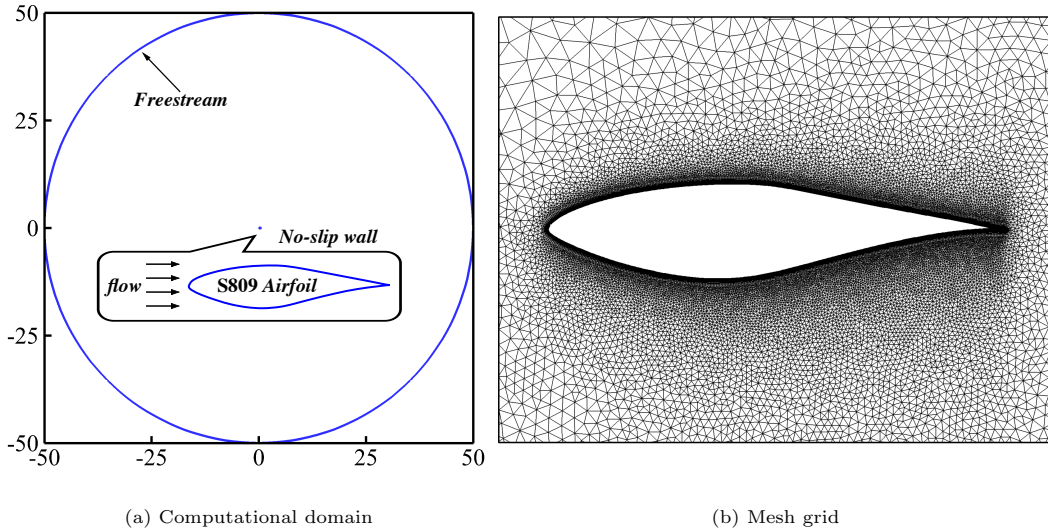 50
25
0
-25
-50
-50
-25
0
25
50
Freestream
No-slip wall
flow
S809 Airfoil
(a) Computational domain
(b) Mesh grid